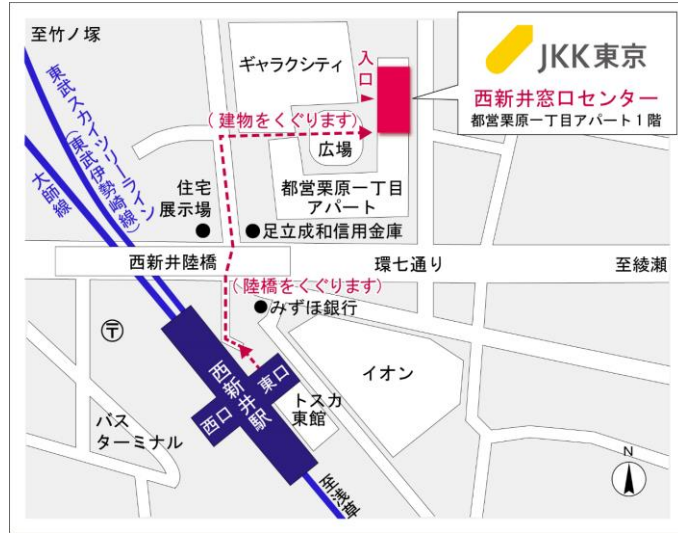 至竹ノ塚
東武スカイツリーライン
(東武伊勢崎線)
大師線
ギャラクシティ
入口
JKK東京
西新井窓口センター
都営栗原一丁目アパート1階
(建物をくぐります)
広場
住宅
展示場
都営栗原一丁目
アパート
足立成和信用金庫
西新井陸橋
環七通り
至綾瀬
(陸橋をくぐります)
みずほ銀行
〒
西新井駅
東口
西口
イオン
トスカ
東館
バス
ターミナル
至浅草
N